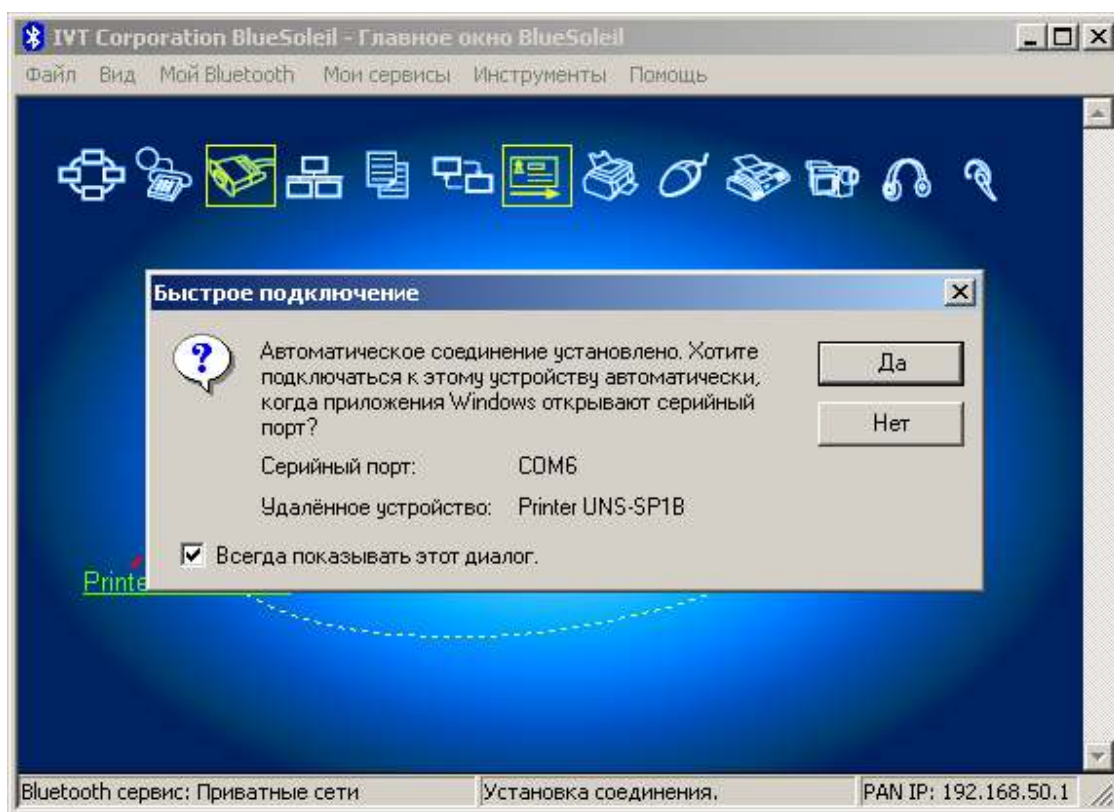 IVT Corporation BlueSoleil - Главное окно BlueSoleil
Файл Вид Мой Bluetooth Мои сервисы Инструменты Помощь
Быстрое подключение
Автоматическое соединение установлено. Хотите
подключаться к этому устройству автоматически,
когда приложения Windows открывают серийный
порт?
Да
Нет
Серийный порт: COM6
Удалённое устройство: Printer UNS-SP1B
Всегда показывать этот диалог.
Printe
Bluetooth сервис: Приватные сети Установка соединения. PAN IP: 192.168.50.1